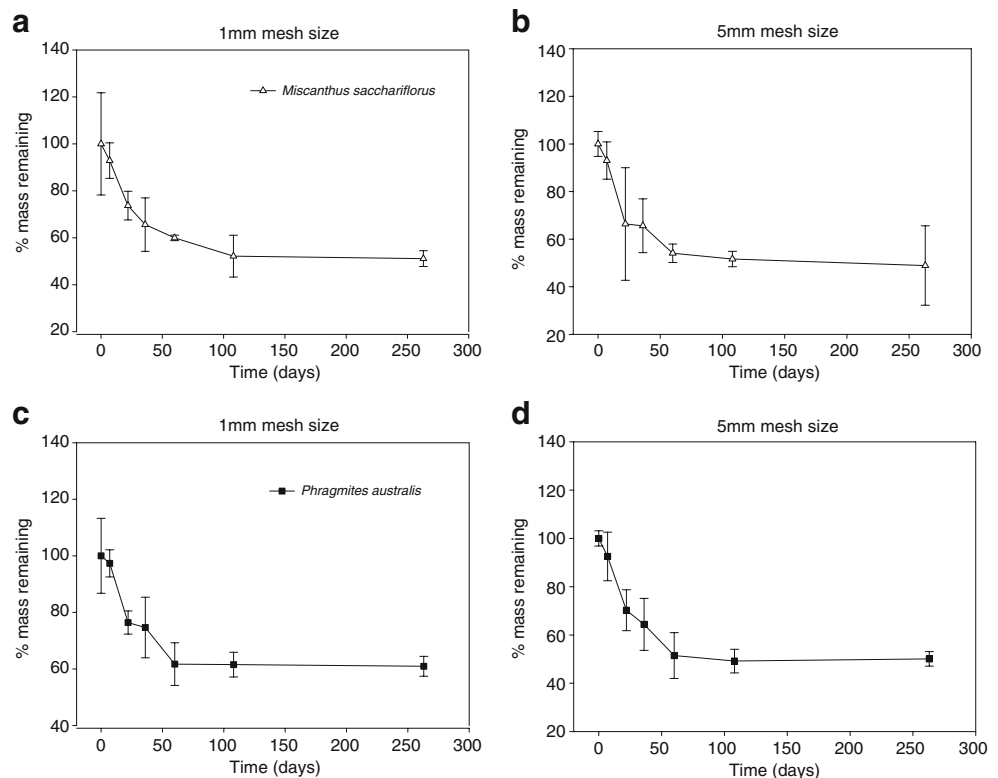 a
1mm mesh size
140
120
100
80
60
40
20
% mass remaining
Miscanthus sacchariflorus
0 50 100 150 200 250 300
Time (days)
b
5mm mesh size
140
120
100
80
60
40
20
% mass remaining
0 50 100 150 200 250 300
Time (days)
c
1mm mesh size
140
120
100
80
60
40
% mass remaining
Phragmites australis
0 50 100 150 200 250 300
Time (days)
d
5mm mesh size
140
120
100
80
60
40
20
% mass remaining
0 50 100 150 200 250 300
Time (days)